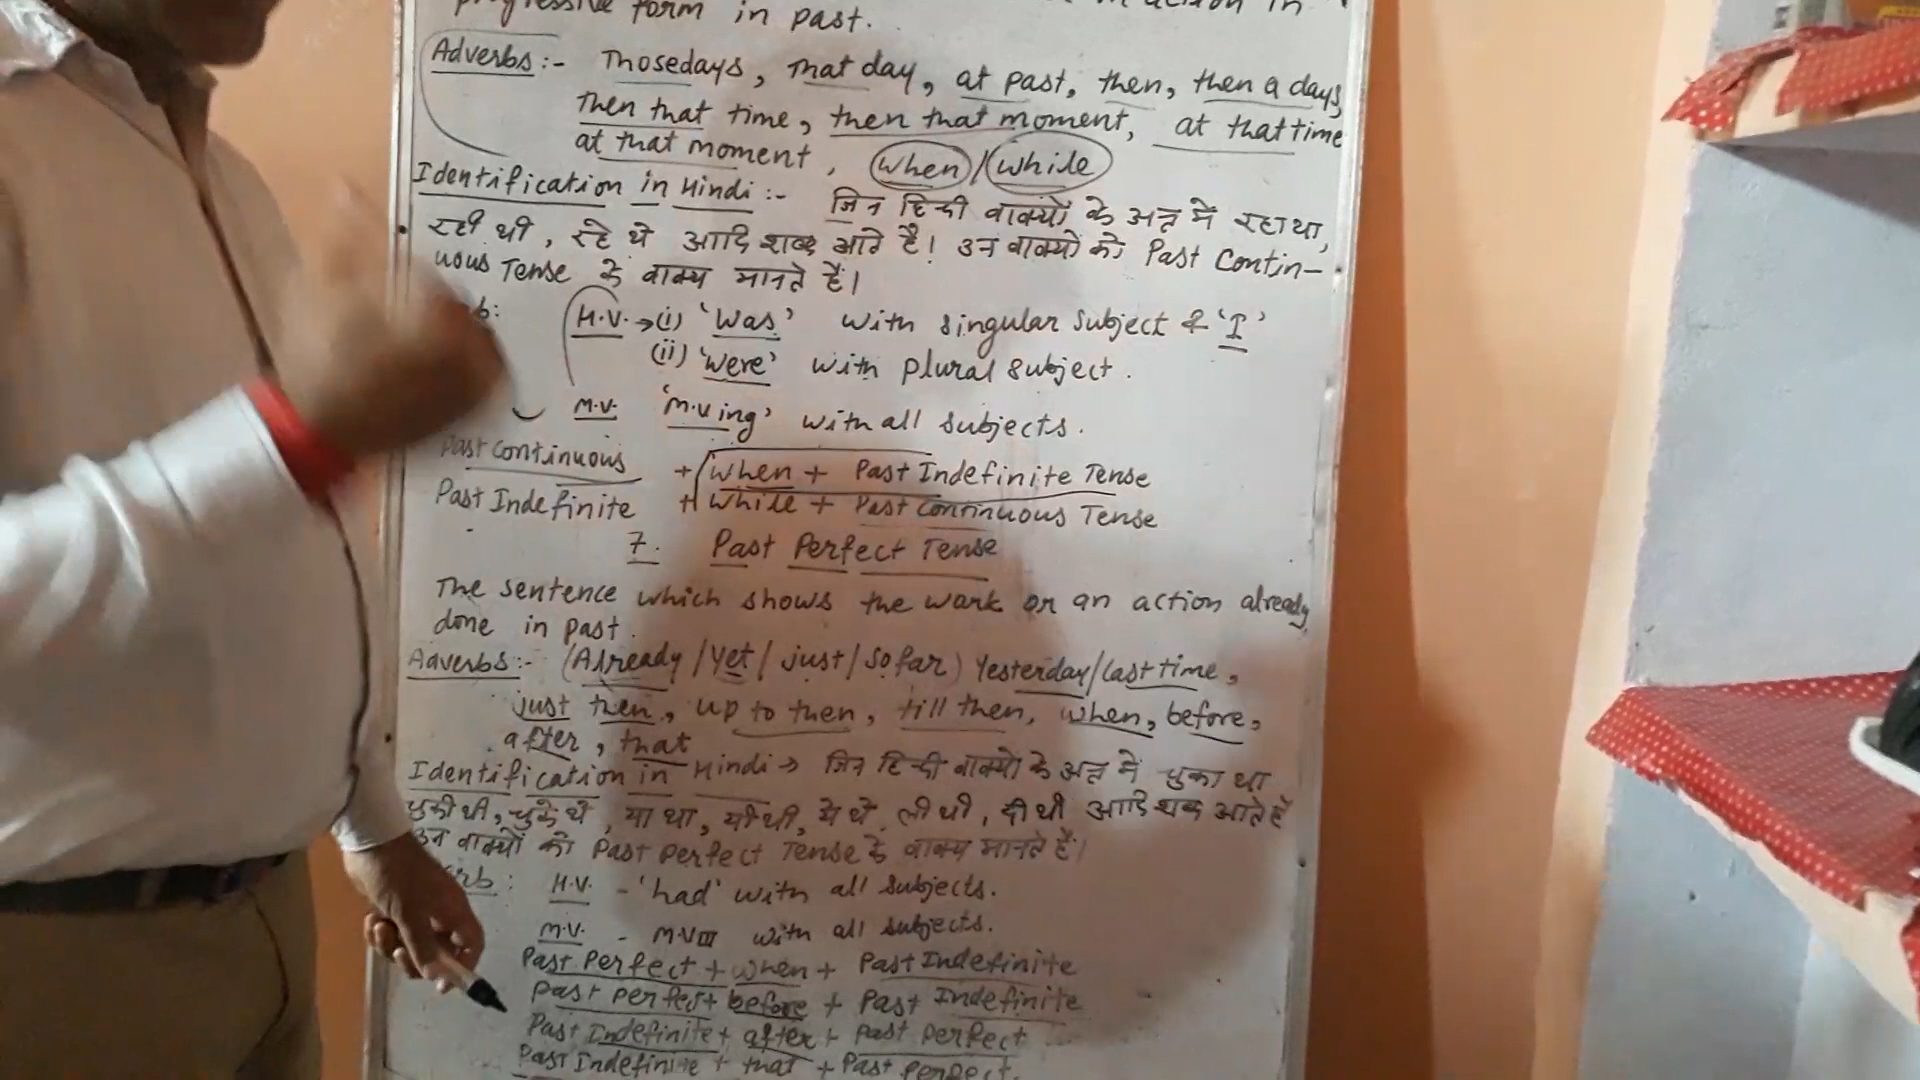 progressive form in past.
Adverbs:- Thosedays, That day, at past, then, then a days,
Then that time, then that moment, at that time
at that moment, when/while
Identification in Hindi:- जिन हिन्दी वाक्यों के अन्त में रहा था,
रही थी, रहे थे आदि शब्द आते है! उन वाक्यो को Past Contin-
uous Tense के वाक्य मानते हैं।
H.V. → (i) 'Was' with singular subject & 'I'
(ii) 'were' with plural subject.
M.V. 'M.V ing' with all subjects.
Past Continuous + when + Past Indefinite Tense
Past Indefinite + while + Past Continuous Tense
7. Past Perfect Tense
The sentence which shows the work or an action already
done in past.
Adverbs:- (Already / Yet / just / so far) Yesterday/last time,
just then, up to then, till then, when, before,
after, that
Identification in Hindi → जिन हिन्दी वाक्यो के अन्त में चुका था
चुकी थी, चुके थे, या था, यी थी, ये थे, ली थी, दी थी आदि शब्द आते हैं
उन वाक्यों को Past Perfect Tense के वाक्य मानते हैं।
H.V. - 'had' with all subjects.
M.V. - M.VIII with all subjects.
Past Perfect + when + Past Indefinite
Past Perfect before + Past Indefinite
Past Indefinite + after + Past Perfect
Past Indefinite + that + Past Perfect.